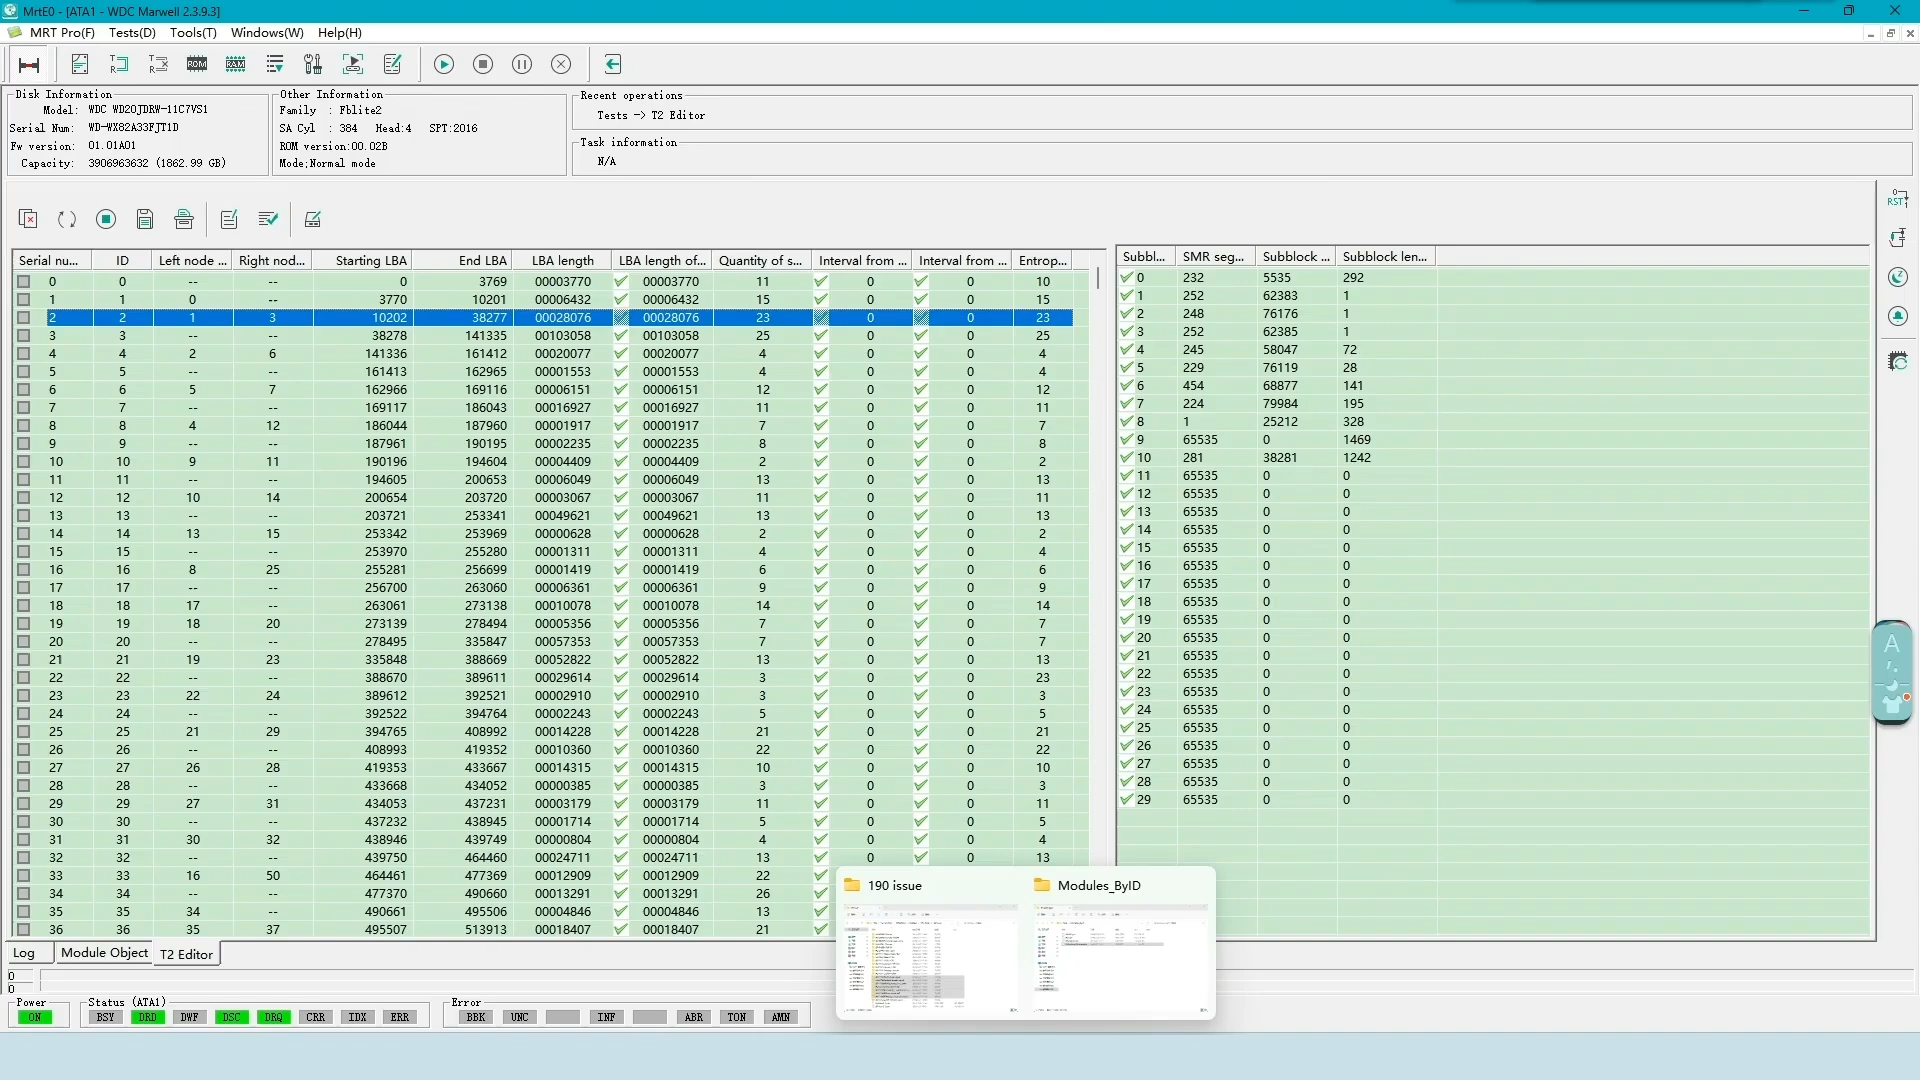 MrtE0 - [ATA1 - WDC Marwell 2.3.9.3]
MRT Pro(F) Tests(D) Tools(T) Windows(W) Help(H)
Disk Information
Model: WDC WD20JDRW-11C7VS1
Serial Num: WD-WX82A33FJT1D
Fw version: 01.01A01
Capacity: 3906963632 (1862.99 GB)
Other Information
Family : Fblite2
SA Cyl : 384 Head:4 SPT:2016
ROM version:00.02B
Mode;Normal mode
Recent operations
Tests -> T2 Editor
Task information
N/A
Serial nu... ID Left node ... Right nod... Starting LBA End LBA LBA length LBA length of... Quantity of s... Interval from ... Interval from ... Entrop...
0 0 -- -- 0 3769 00003770 00003770 11 0 0 10
1 1 0 -- 3770 10201 00006432 00006432 15 0 0 15
2 2 1 3 10202 38277 00028076 00028076 23 0 0 23
3 3 -- -- 38278 141335 00103058 00103058 25 0 0 25
4 4 2 6 141336 161412 00020077 00020077 4 0 0 4
5 5 -- -- 161413 162965 00001553 00001553 4 0 0 4
6 6 5 7 162966 169116 00006151 00006151 12 0 0 12
7 7 -- -- 169117 186043 00016927 00016927 11 0 0 11
8 8 4 12 186044 187960 00001917 00001917 7 0 0 7
9 9 -- -- 187961 190195 00002235 00002235 8 0 0 8
10 10 9 11 190196 194604 00004409 00004409 2 0 0 2
11 11 -- -- 194605 200653 00006049 00006049 13 0 0 13
12 12 10 14 200654 203720 00003067 00003067 11 0 0 11
13 13 -- -- 203721 253341 00049621 00049621 13 0 0 13
14 14 13 15 253342 253969 00000628 00000628 2 0 0 2
15 15 -- -- 253970 255280 00001311 00001311 4 0 0 4
16 16 8 25 255281 256699 00001419 00001419 6 0 0 6
17 17 -- -- 256700 263060 00006361 00006361 9 0 0 9
18 18 17 -- 263061 273138 00010078 00010078 14 0 0 14
19 19 18 20 273139 278494 00005356 00005356 7 0 0 7
20 20 -- -- 278495 335847 00057353 00057353 7 0 0 7
21 21 19 23 335848 388669 00052822 00052822 13 0 0 13
22 22 -- -- 388670 389611 00029614 00029614 3 0 0 23
23 23 22 24 389612 392521 00002910 00002910 3 0 0 3
24 24 -- -- 392522 394764 00002243 00002243 5 0 0 5
25 25 21 29 394765 408992 00014228 00014228 21 0 0 21
26 26 -- -- 408993 419352 00010360 00010360 22 0 0 22
27 27 26 28 419353 433667 00014315 00014315 10 0 0 10
28 28 -- -- 433668 434052 00000385 00000385 3 0 0 3
29 29 27 31 434053 437231 00003179 00003179 11 0 0 11
30 30 -- -- 437232 438945 00001714 00001714 5 0 0 5
31 31 30 32 438946 439749 00000804 00000804 4 0 0 4
32 32 -- -- 439750 464460 00024711 00024711 13 0 0 13
33 33 16 50 464461 477369 00012909 00012909 22
34 34 -- -- 477370 490660 00013291 00013291 26
35 35 34 -- 490661 495506 00004846 00004846 13
36 36 35 37 495507 513913 00018407 00018407 21
Subbl... SMR seg... Subblock ... Subblock len...
0 232 5535 292
1 252 62383 1
2 248 76176 1
3 252 62385 1
4 245 58047 72
5 229 76119 28
6 454 68877 141
7 224 79984 195
8 1 25212 328
9 65535 0 1469
10 281 38281 1242
11 65535 0 0
12 65535 0 0
13 65535 0 0
14 65535 0 0
15 65535 0 0
16 65535 0 0
17 65535 0 0
18 65535 0 0
19 65535 0 0
20 65535 0 0
21 65535 0 0
22 65535 0 0
23 65535 0 0
24 65535 0 0
25 65535 0 0
26 65535 0 0
27 65535 0 0
28 65535 0 0
29 65535 0 0
RST
A
190 issue Modules_ByID
Log Module Object T2 Editor
0
0
Power
ON
Status (ATA1)
BSY DRD DWF DSC DRQ CRR IDX ERR
Error
BBK UNC INF ABR TON AMN